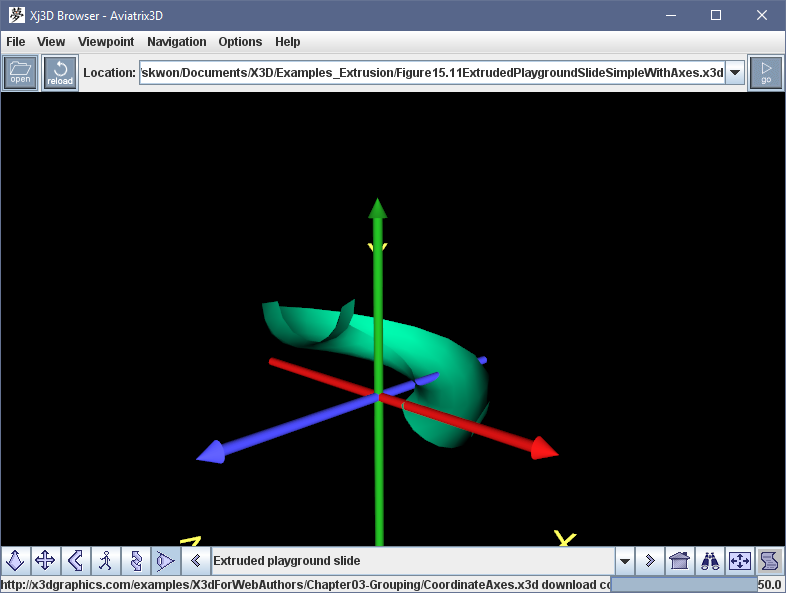 夢 Xj3D Browser - Aviatrix3D
File View Viewpoint Navigation Options Help
open reload Location: 'skwon/Documents/X3D/Examples_Extrusion/Figure15.11ExtrudedPlaygroundSlideSimpleWithAxes.x3d go
Y
Z X
Extruded playground slide
http://x3dgraphics.com/examples/X3dForWebAuthors/Chapter03-Grouping/CoordinateAxes.x3d download co 50.0